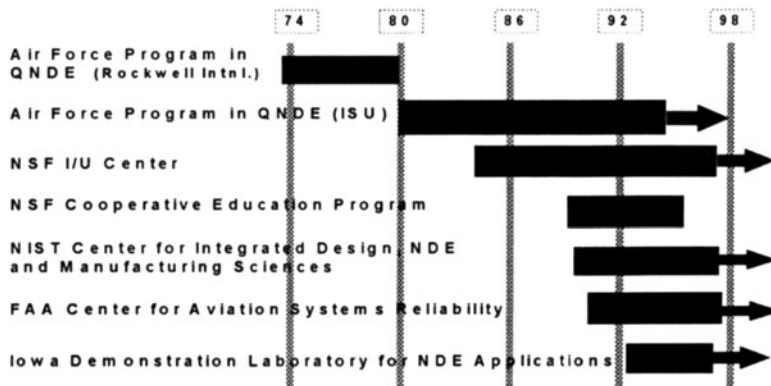 74 80 86 92 98
Air Force Program in
QNDE (Rockwell Intnl.)
Air Force Program in QNDE (ISU)
NSF I/U Center
NSF Cooperative Education Program
NIST Center for Integrated Design, NDE
and Manufacturing Sciences
FAA Center for Aviation Systems Reliability
Iowa Demonstration Laboratory for NDE Applications